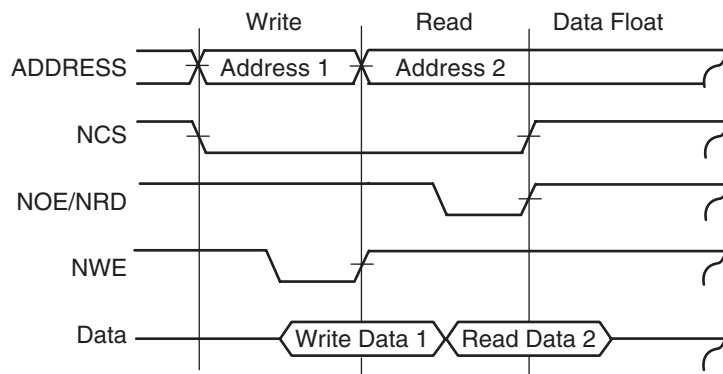 Write Read Data Float
ADDRESS Address 1 Address 2
NCS
NOE/NRD
NWE
Data Write Data 1 Read Data 2